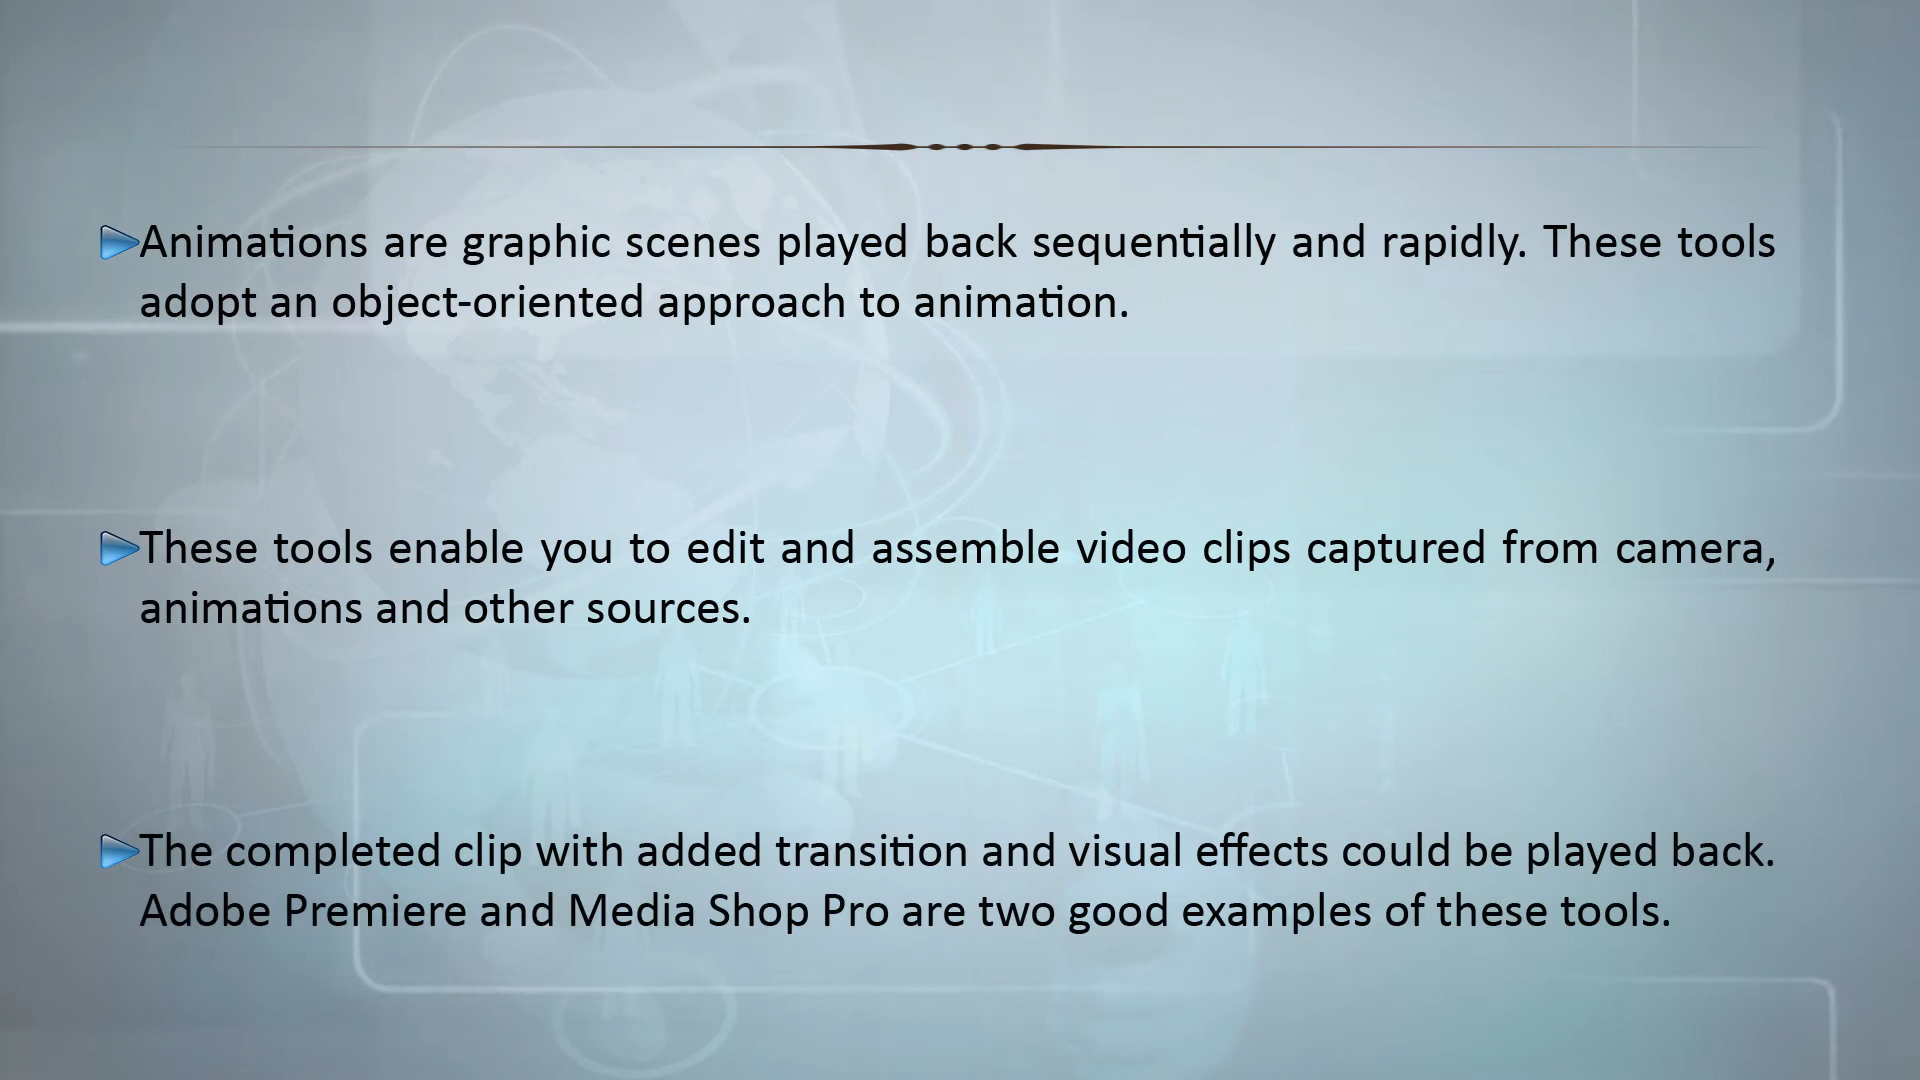 Animations are graphic scenes played back sequentially and rapidly. These tools
adopt an object-oriented approach to animation.
These tools enable you to edit and assemble video clips captured from camera,
animations and other sources.
The completed clip with added transition and visual effects could be played back.
Adobe Premiere and Media Shop Pro are two good examples of these tools.